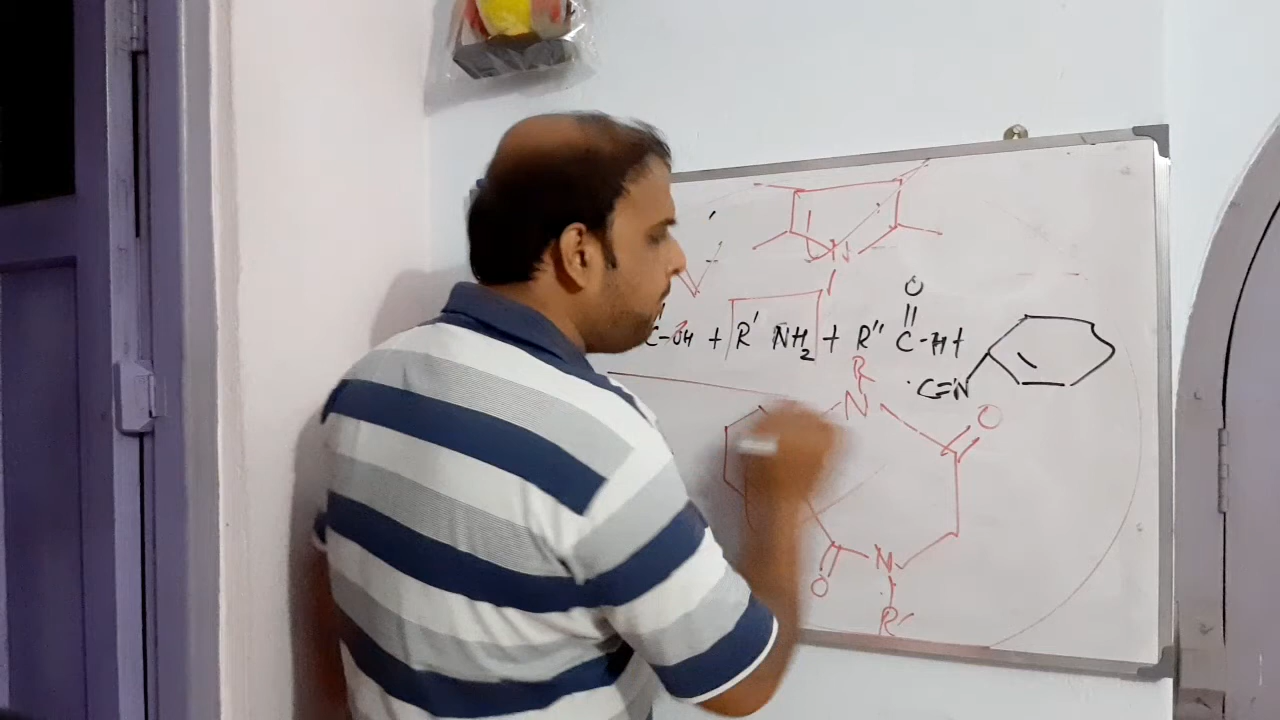 N
O
C-OH + R' NH2 + R'' C-H+
C≡N
R
N
O
O
N
R'